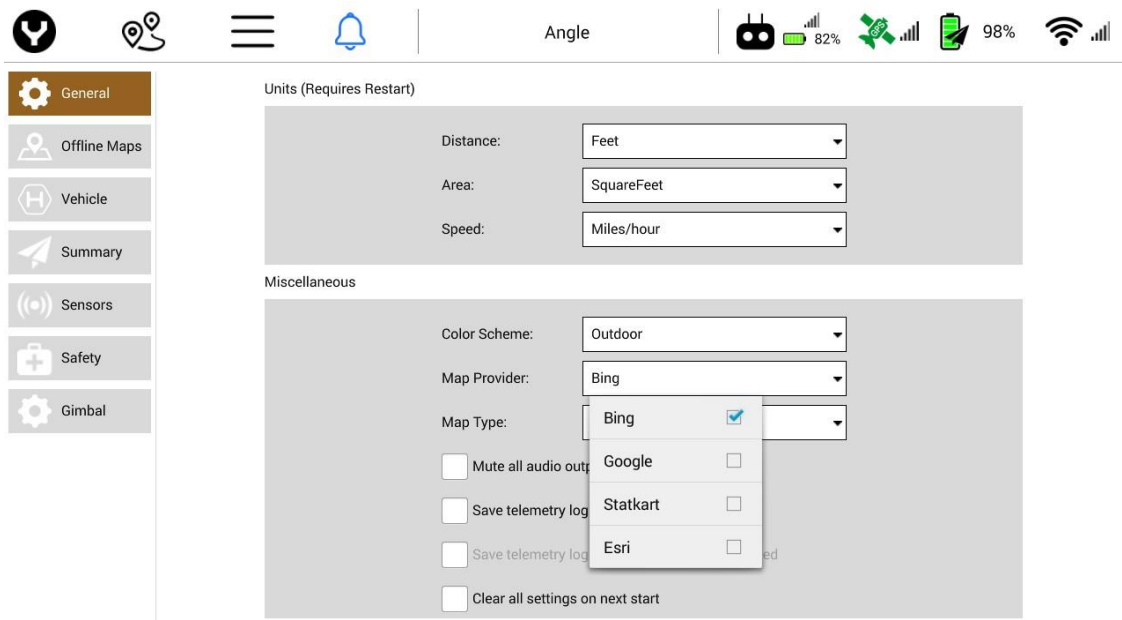 Angle
82%
GPS
98%
General
Offline Maps
Vehicle
Summary
Sensors
Safety
Gimbal
Units (Requires Restart)
Distance: Feet
Area: SquareFeet
Speed: Miles/hour
Miscellaneous
Color Scheme: Outdoor
Map Provider: Bing
Map Type:
Bing
Google
Statkart
Esri
Mute all audio outp
Save telemetry log
Save telemetry log ed
Clear all settings on next start